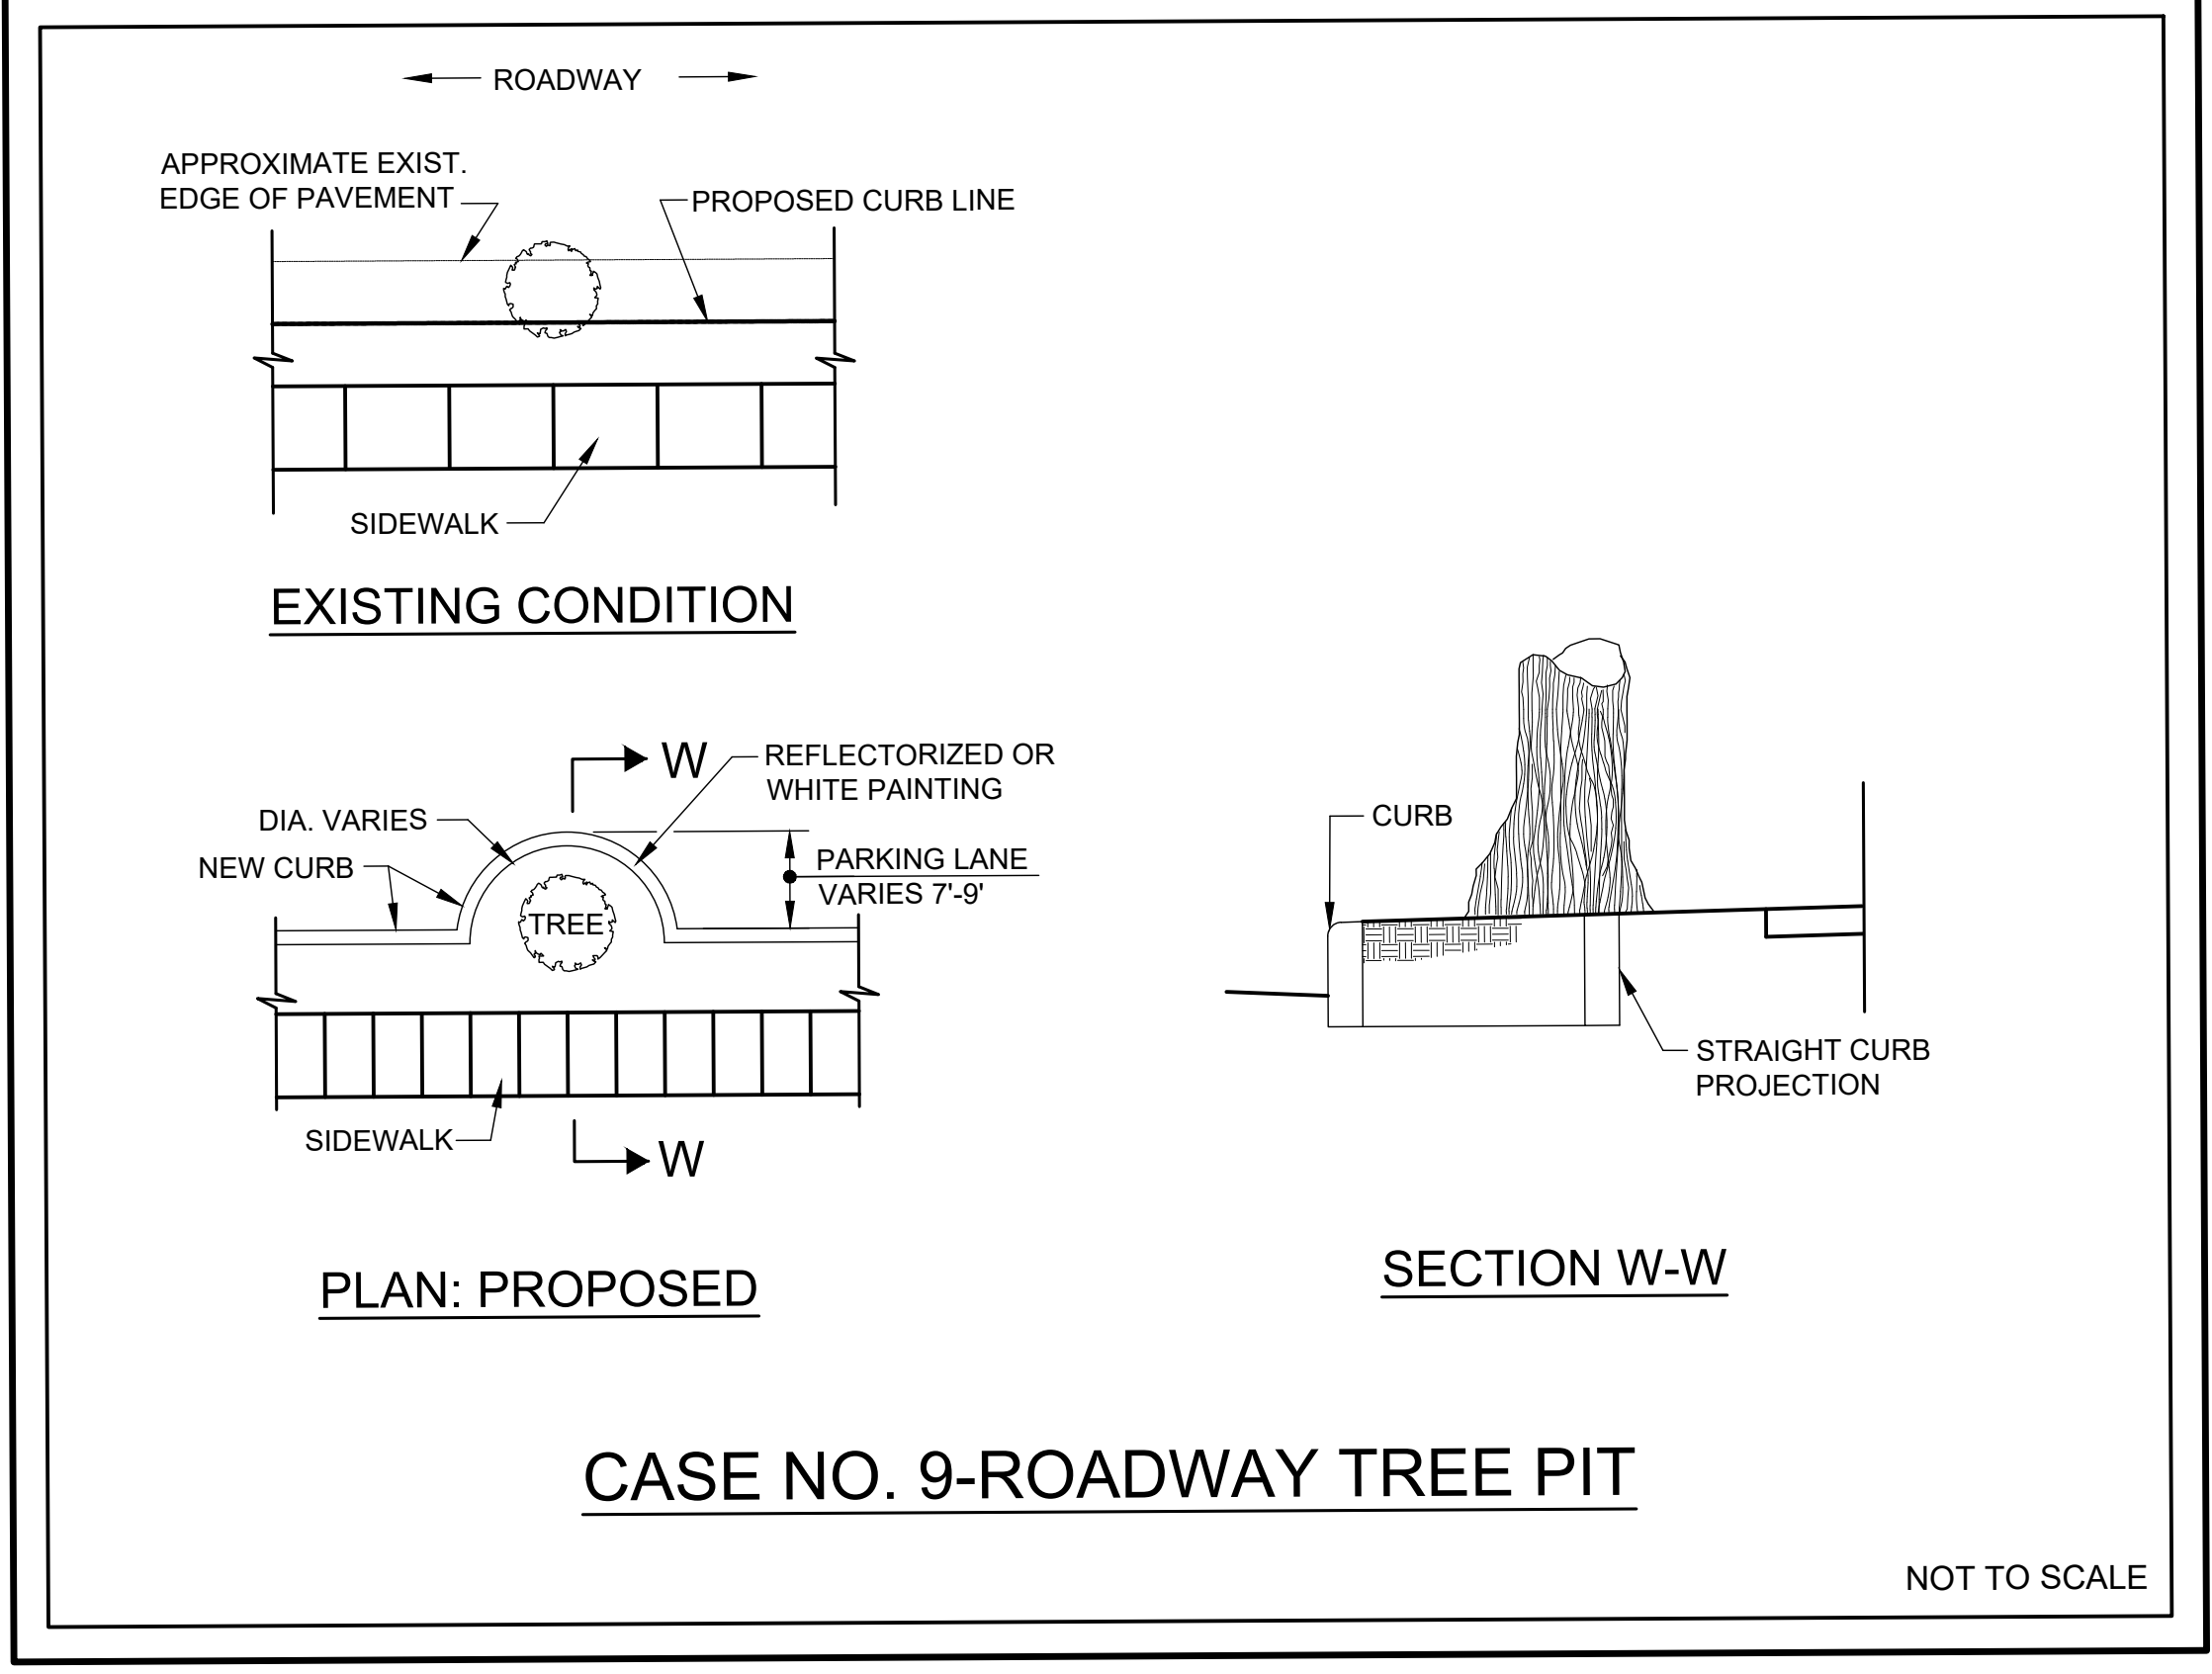 ROADWAY
APPROXIMATE EXIST.
EDGE OF PAVEMENT
PROPOSED CURB LINE
SIDEWALK
EXISTING CONDITION
W
REFLECTORIZED OR
WHITE PAINTING
DIA. VARIES
NEW CURB
PARKING LANE
VARIES 7'-9'
TREE
SIDEWALK
W
PLAN: PROPOSED
CURB
STRAIGHT CURB
PROJECTION
SECTION W-W
CASE NO. 9-ROADWAY TREE PIT
NOT TO SCALE